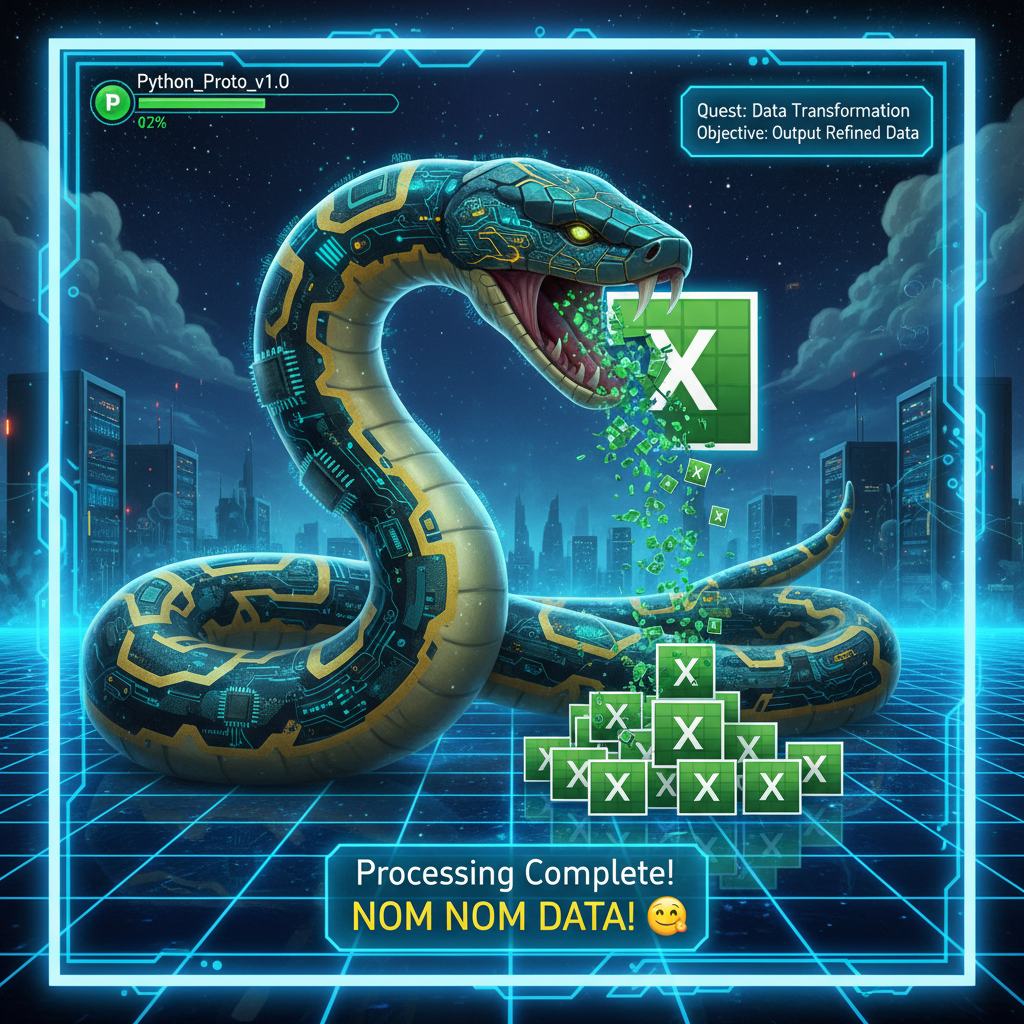 Python_Proto_v1.0
P
02%
Quest: Data Transformation
Objective: Output Refined Data
X
X
X
X
X
X
X
X
X
X
X
X
X
Processing Complete!
NOM NOM DATA! 🤗